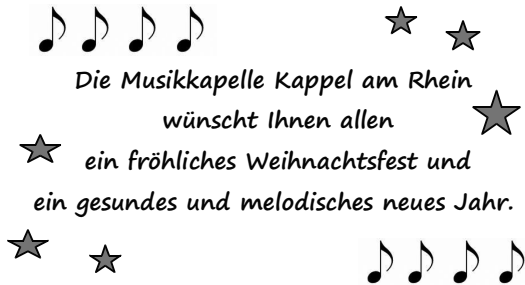 Die Musikkapelle Kappel am Rhein
wünscht Ihnen allen
ein fröhliches Weihnachtsfest und
ein gesundes und melodisches neues Jahr.